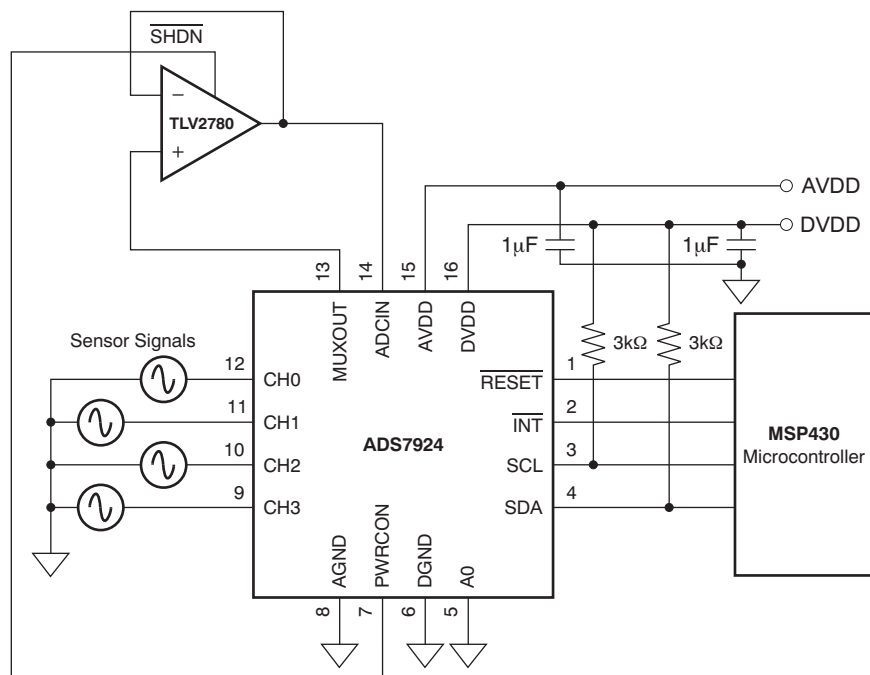 SHDN
−
TLV2780
+
AVDD
DVDD
1μF
1μF
13
14
15
16
MUXOUT
ADCIN
AVDD
DVDD
Sensor Signals
3kΩ
3kΩ
12
CH0
11
CH1
10
CH2
9
CH3
ADS7924
RESET
1
INT
2
SCL
3
SDA
4
MSP430
Microcontroller
AGND
PWRCON
DGND
A0
8
7
6
5